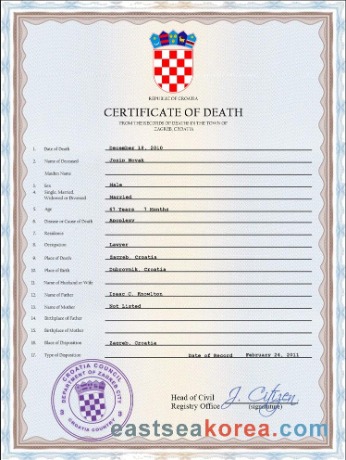 REPUBLIC OF CROATIA
CERTIFICATE OF DEATH
FROM THE RECORDS OF DEATHS IN THE TOWN OF
ZAGREB, CROATIA
1. Date of Death December 18, 2010
2. Name of Deceased Josip Novak
Maiden Name
3. Sex Male
4. Single, Married, Widowed or Divorced Married
5. Age 67 Years 7 Months
6. Disease or Cause of Death
7. Residence
8. Occupation Lawyer
9. Place of Death Zagreb, Croatia
10. Place of Birth Dubrovnik, Croatia
11. Name of Husband or Wife
12. Name of Father Isaac C. Knowlton
13. Name of Mother Not Listed
14. Birthplace of Father
15. Birthplace of Mother
16. Place of Disposition Zagreb, Croatia
17. Type of Disposition Date of Record February 26, 2011
CROATIA COUNCIL
DEPARTMENT OF ZAGREB CITY
CROATIA COUNTRY
Head of Civil
Registry Office J. Citizen
(signature)
eastseakorea.com